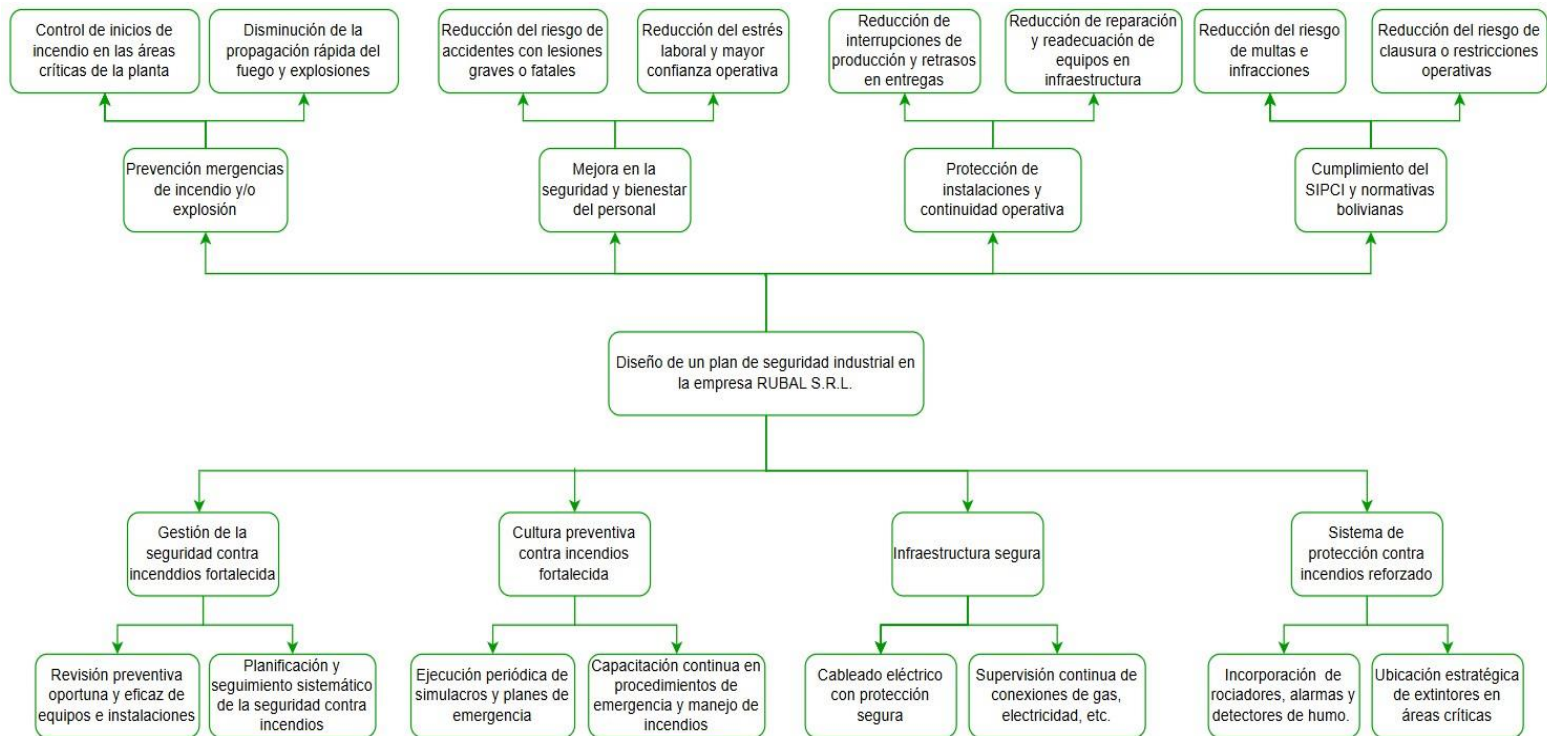 Control de inicios de
incendio en las áreas
críticas de la planta
Disminución de la
propagación rápida del
fuego y explosiones
Reducción del riesgo de
accidentes con lesiones
graves o fatales
Reducción del estrés
laboral y mayor
confianza operativa
Reducción de
interrupciones de
producción y retrasos
en entregas
Reducción de reparación
y readecuación de
equipos en
infraestructura
Reducción del riesgo
de multas e
infracciones
Reducción del riesgo de
clausura o restricciones
operativas
Prevención mergencias
de incendio y/o
explosión
Mejora en la
seguridad y bienestar
del personal
Protección de
instalaciones y
continuidad operativa
Cumplimiento del
SIPCI y normativas
bolivianas
Diseño de un plan de seguridad industrial en
la empresa RUBAL S.R.L.
Gestión de la
seguridad contra
incenddios fortalecida
Cultura preventiva
contra incendios
fortalecida
Infraestructura segura
Sistema de
protección contra
incendios reforzado
Revisión preventiva
oportuna y eficaz de
equipos e instalaciones
Planificación y
seguimiento sistemático
de la seguridad contra
incendios
Ejecución periódica de
simulacros y planes de
emergencia
Capacitación continua en
procedimientos de
emergencia y manejo de
incendios
Cableado eléctrico
con protección
segura
Supervisión continua de
conexiones de gas,
electricidad, etc.
Incorporación de
rociadores, alarmas y
detectores de humo.
Ubicación estratégica
de extintores en
áreas críticas